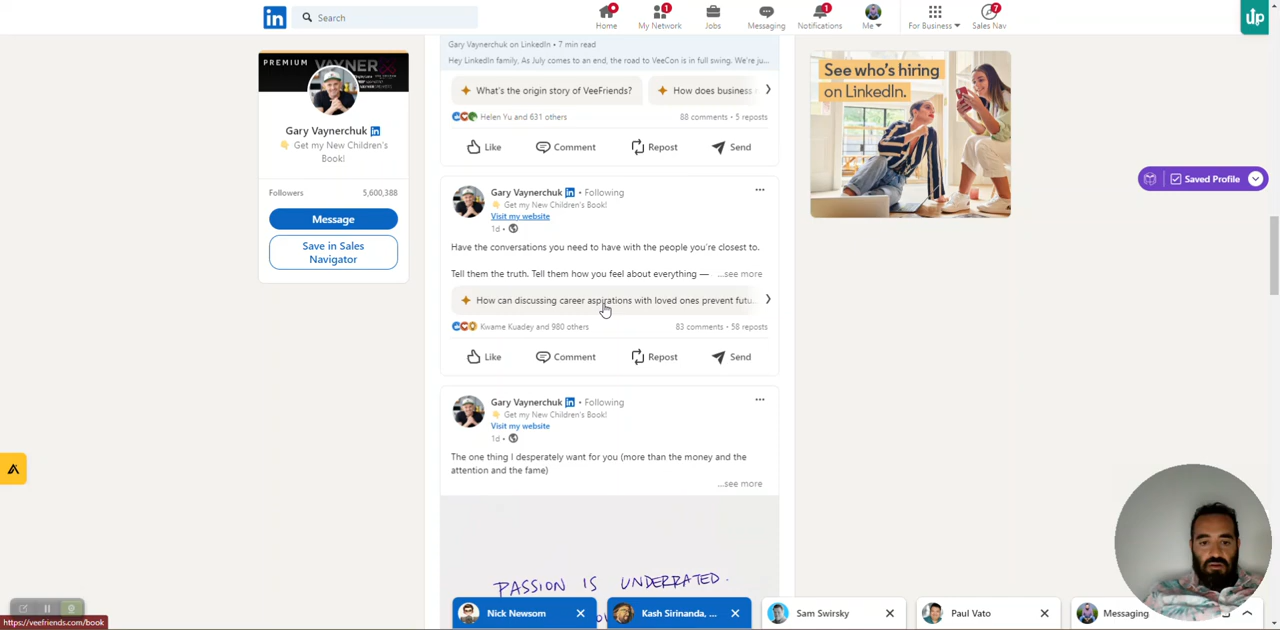 Search
Home
1
My Network
Jobs
Messaging
1
Notifications
Me
For Business
7
Sales Nav
up
PREMIUM
VAYNER
Gary Vaynerchuk in
👇 Get my New Children's
Book!
Followers 5,600,388
Message
Save in Sales
Navigator
Gary Vaynerchuk on LinkedIn • 7 min read
Hey LinkedIn family, As July comes to an end, the road to VeeCon is in full swing. We're ju...
What's the origin story of VeeFriends?
How does business
Helen Yu and 631 others 88 comments • 5 reposts
Like Comment Repost Send
Gary Vaynerchuk in • Following
👇 Get my New Children's Book!
Visit my website
1d •
Have the conversations you need to have with the people you're closest to.
Tell them the truth. Tell them how you feel about everything — ...see more
How can discussing career aspirations with loved ones prevent futu...
Kwame Kuadey and 980 others 83 comments • 58 reposts
Like Comment Repost Send
Gary Vaynerchuk in • Following
👇 Get my New Children's Book!
Visit my website
1d •
The one thing I desperately want for you (more than the money and the
attention and the fame)
...see more
PASSION IS UNDERRATED.
See who's hiring
on LinkedIn.
Saved Profile
Nick Newsom
Kash Sirinanda, ...
Sam Swirsky
Paul Vato
Messaging
https://veefriends.com/book